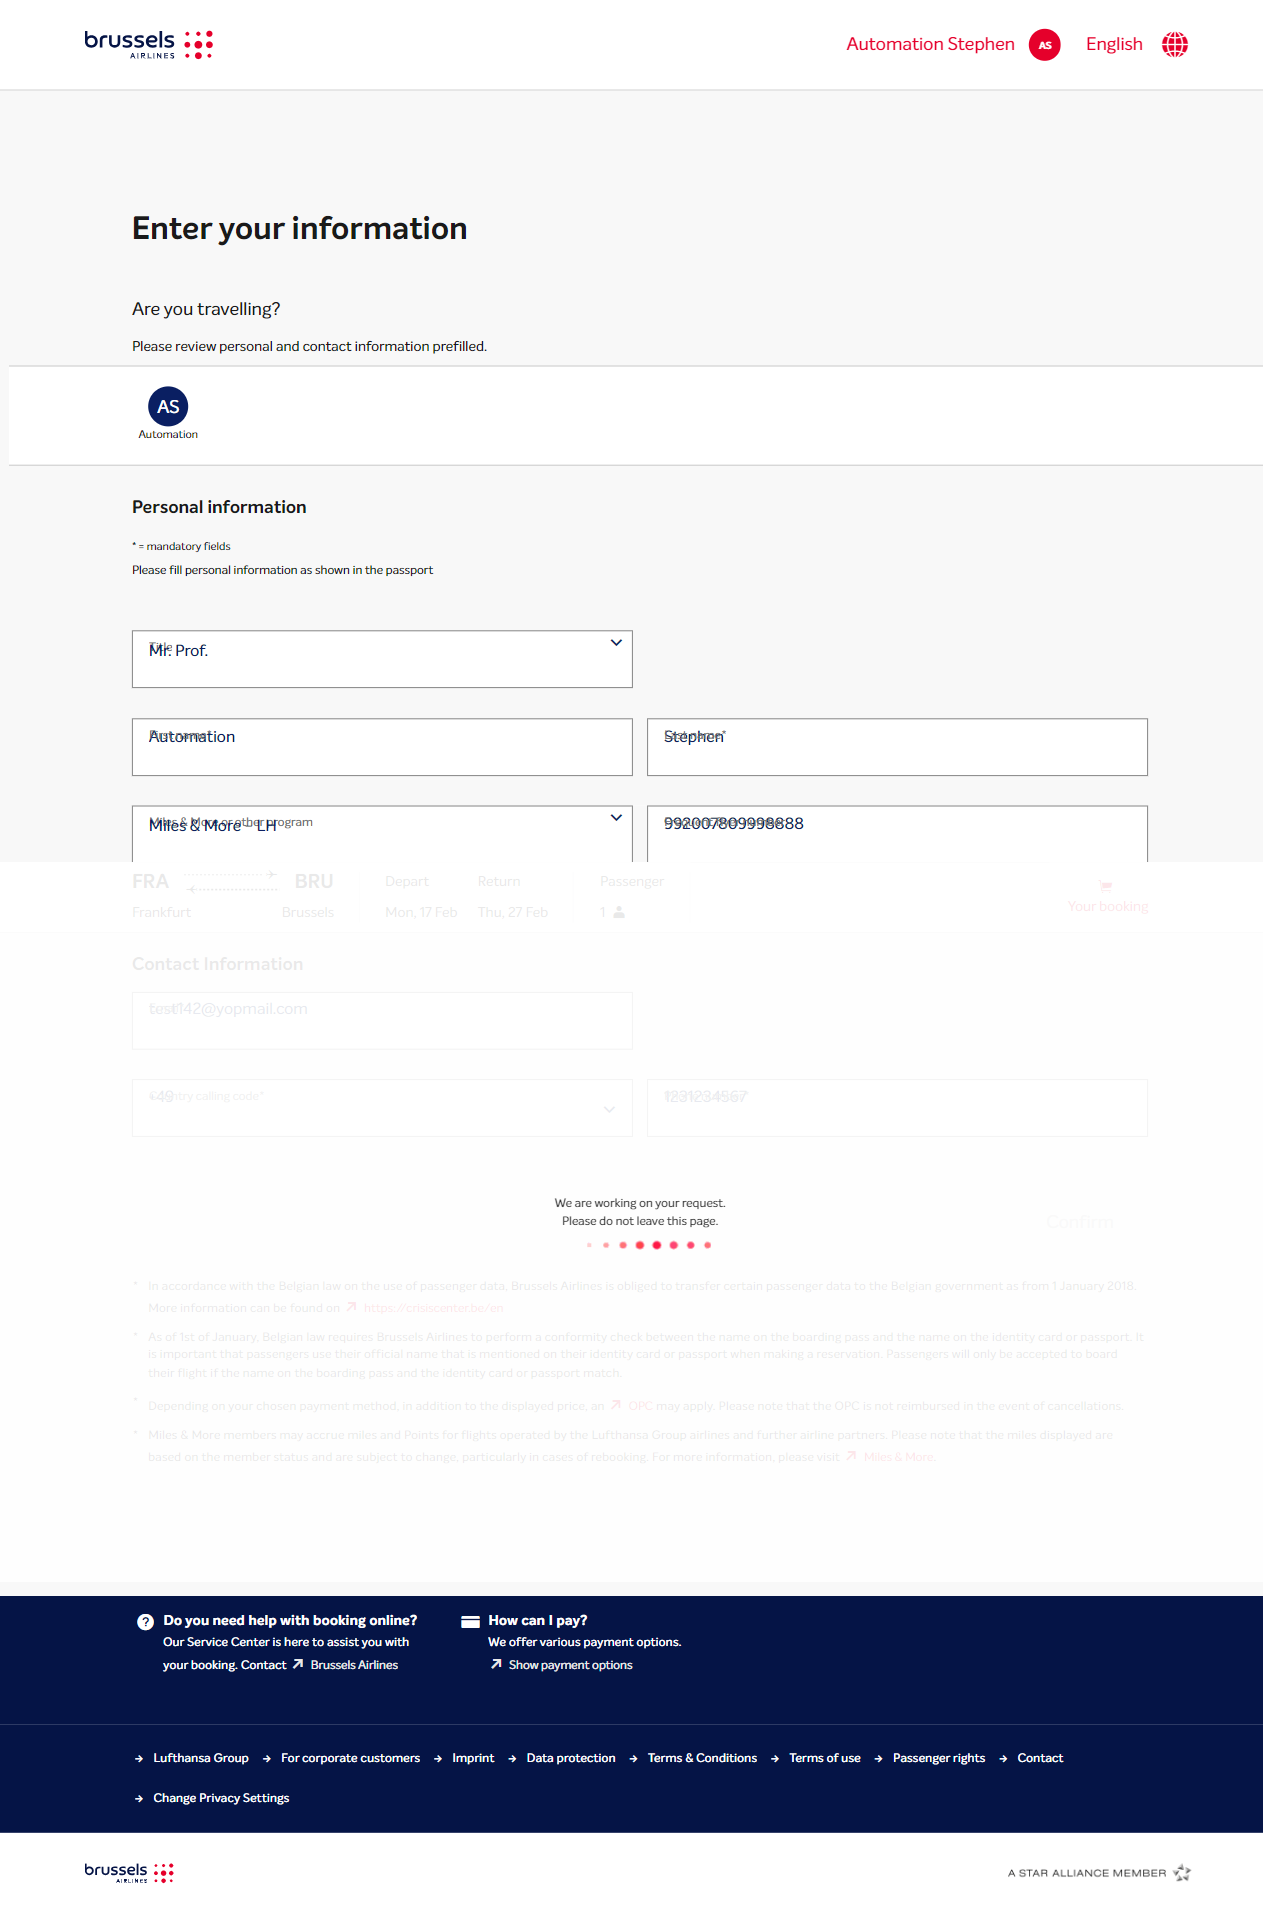 brussels
AIRLINES
Automation Stephen AS English
Enter your information
Are you travelling?
Please review personal and contact information prefilled.
AS
Automation
Personal information
* = mandatory fields
Please fill personal information as shown in the passport
Title
Mr. Prof.
First name*
Automation
Last name*
Stephen
Miles & More or other program
Miles & More - LH
992007809998888
FRA BRU Depart Return Passenger
Frankfurt Brussels Mon, 17 Feb Thu, 27 Feb 1
Your booking
Contact Information
test142@yopmail.com
Country calling code*
+49
1231234567
We are working on your request.
Please do not leave this page.
Confirm
* In accordance with the Belgian law on the use of passenger data, Brussels Airlines is obliged to transfer certain passenger data to the Belgian government as from 1 January 2018.
More information can be found on https://crisiscenter.be/en
* As of 1st of January, Belgian law requires Brussels Airlines to perform a conformity check between the name on the boarding pass and the name on the identity card or passport. It
is important that passengers use their official name that is mentioned on their identity card or passport when making a reservation. Passengers will only be accepted to board
their flight if the name on the boarding pass and the identity card or passport match.
* Depending on your chosen payment method, in addition to the displayed price, an OPC may apply. Please note that the OPC is not reimbursed in the event of cancellations.
* Miles & More members may accrue miles and Points for flights operated by the Lufthansa Group airlines and further airline partners. Please note that the miles displayed are
based on the member status and are subject to change, particularly in cases of rebooking. For more information, please visit Miles & More.
? Do you need help with booking online?
Our Service Center is here to assist you with
your booking. Contact Brussels Airlines
How can I pay?
We offer various payment options.
Show payment options
Lufthansa Group For corporate customers Imprint Data protection Terms & Conditions Terms of use Passenger rights Contact
Change Privacy Settings
brussels
AIRLINES
A STAR ALLIANCE MEMBER